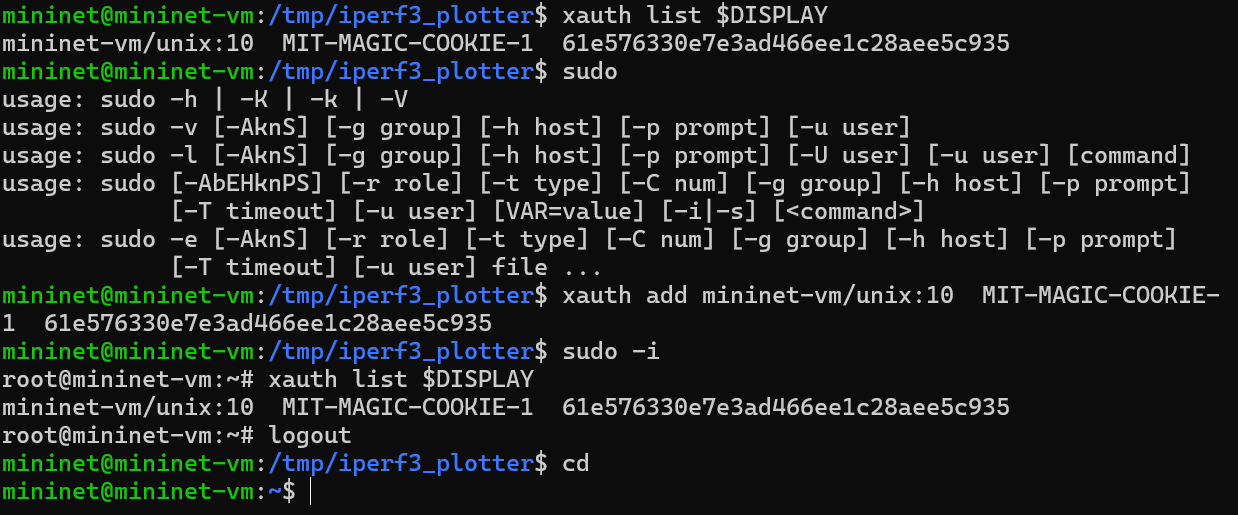 mininet@mininet-vm:/tmp/iperf3_plotter$ xauth list $DISPLAY
mininet-vm/unix:10  MIT-MAGIC-COOKIE-1  61e576330e7e3ad466ee1c28aee5c935
mininet@mininet-vm:/tmp/iperf3_plotter$ sudo
usage: sudo -h | -K | -k | -V
usage: sudo -v [-AknS] [-g group] [-h host] [-p prompt] [-u user]
usage: sudo -l [-AknS] [-g group] [-h host] [-p prompt] [-U user] [-u user] [command]
usage: sudo [-AbEHknPS] [-r role] [-t type] [-C num] [-g group] [-h host] [-p prompt]
            [-T timeout] [-u user] [VAR=value] [-i|-s] [<command>]
usage: sudo -e [-AknS] [-r role] [-t type] [-C num] [-g group] [-h host] [-p prompt]
            [-T timeout] [-u user] file ...
mininet@mininet-vm:/tmp/iperf3_plotter$ xauth add mininet-vm/unix:10  MIT-MAGIC-COOKIE-
1  61e576330e7e3ad466ee1c28aee5c935
mininet@mininet-vm:/tmp/iperf3_plotter$ sudo -i
root@mininet-vm:~# xauth list $DISPLAY
mininet-vm/unix:10  MIT-MAGIC-COOKIE-1  61e576330e7e3ad466ee1c28aee5c935
root@mininet-vm:~# logout
mininet@mininet-vm:/tmp/iperf3_plotter$ cd
mininet@mininet-vm:~$